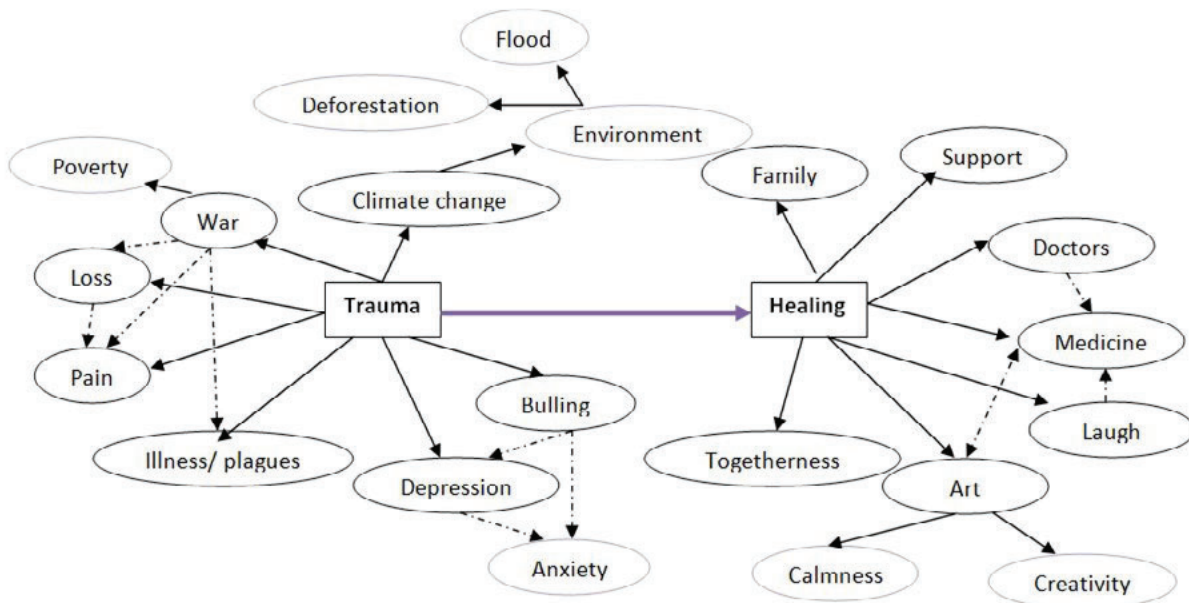 Flood
Deforestation
Environment
Poverty
Climate change
Family
Support
War
Loss
Doctors
Trauma
Healing
Medicine
Pain
Bulling
Laugh
Illness/ plagues
Togetherness
Depression
Art
Anxiety
Calmness
Creativity